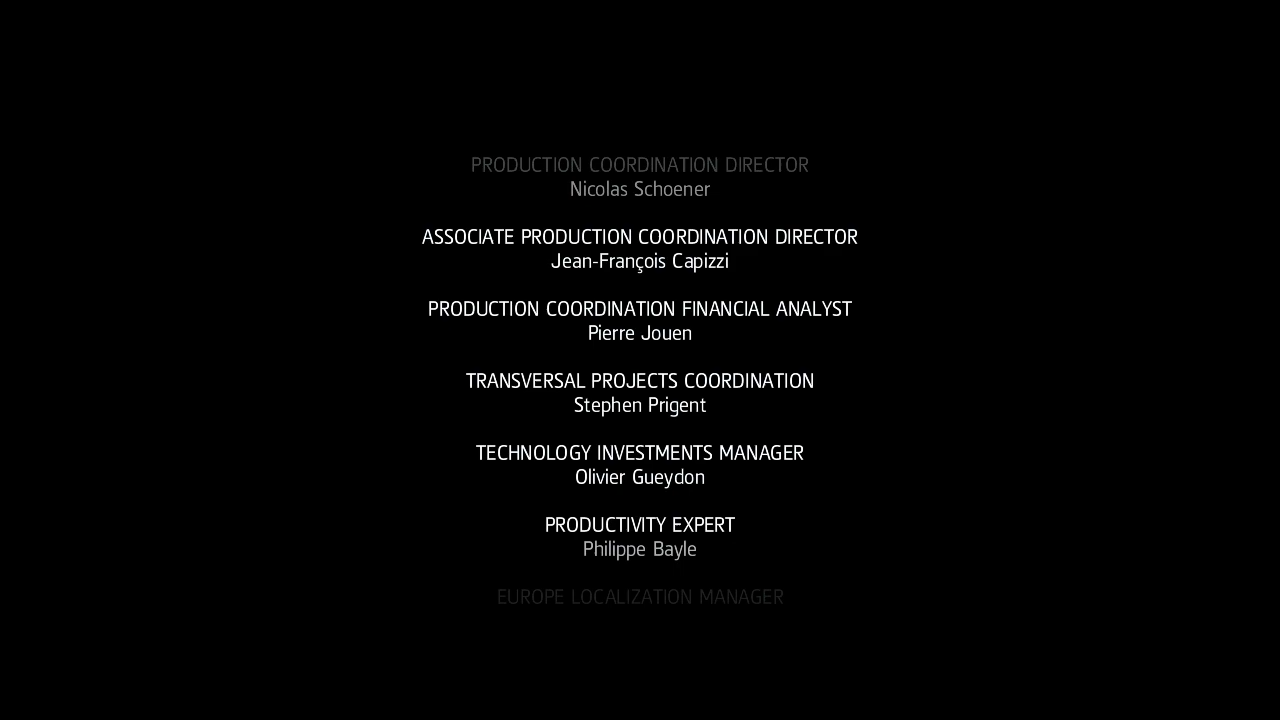 PRODUCTION COORDINATION DIRECTOR
Nicolas Schoener
ASSOCIATE PRODUCTION COORDINATION DIRECTOR
Jean-François Capizzi
PRODUCTION COORDINATION FINANCIAL ANALYST
Pierre Jouen
TRANSVERSAL PROJECTS COORDINATION
Stephen Prigent
TECHNOLOGY INVESTMENTS MANAGER
Olivier Gueydon
PRODUCTIVITY EXPERT
Philippe Bayle
EUROPE LOCALIZATION MANAGER